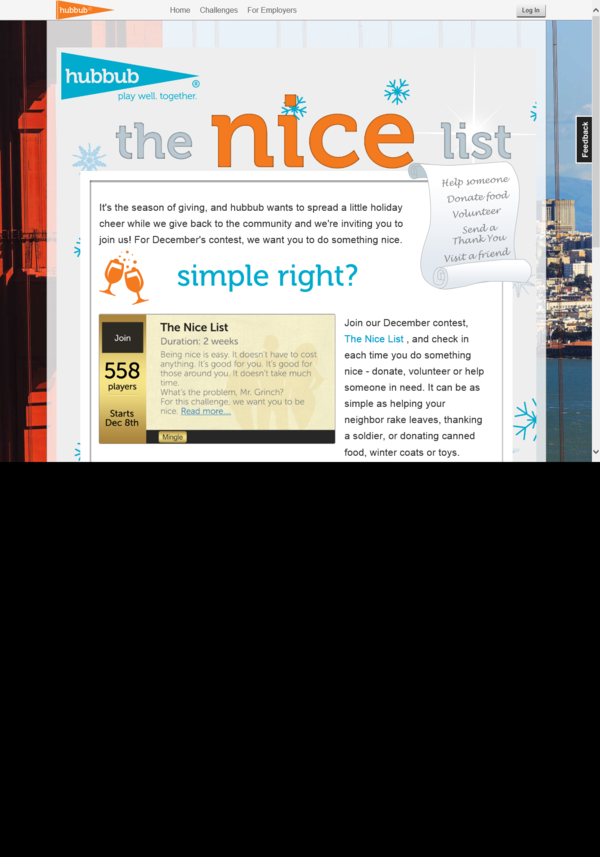 hubbub
Home Challenges For Employers
Log In
hubbub®
play well. together.
the nice list
Feedback
Help someone
Donate food
Volunteer
Send a
Thank You
Visit a friend
It's the season of giving, and hubbub wants to spread a little holiday
cheer while we give back to the community and we're inviting you to
join us! For December's contest, we want you to do something nice.
simple right?
Join
558
players
Starts
Dec 8th
The Nice List
Duration: 2 weeks
Being nice is easy. It doesn't have to cost
anything. It's good for you. It's good for
those around you. It doesn't take much
time.
What's the problem, Mr. Grinch?
For this challenge, we want you to be
nice. Read more...
Mingle
Join our December contest,
The Nice List , and check in
each time you do something
nice - donate, volunteer or help
someone in need. It can be as
simple as helping your
neighbor rake leaves, thanking
a soldier, or donating canned
food, winter coats or toys.